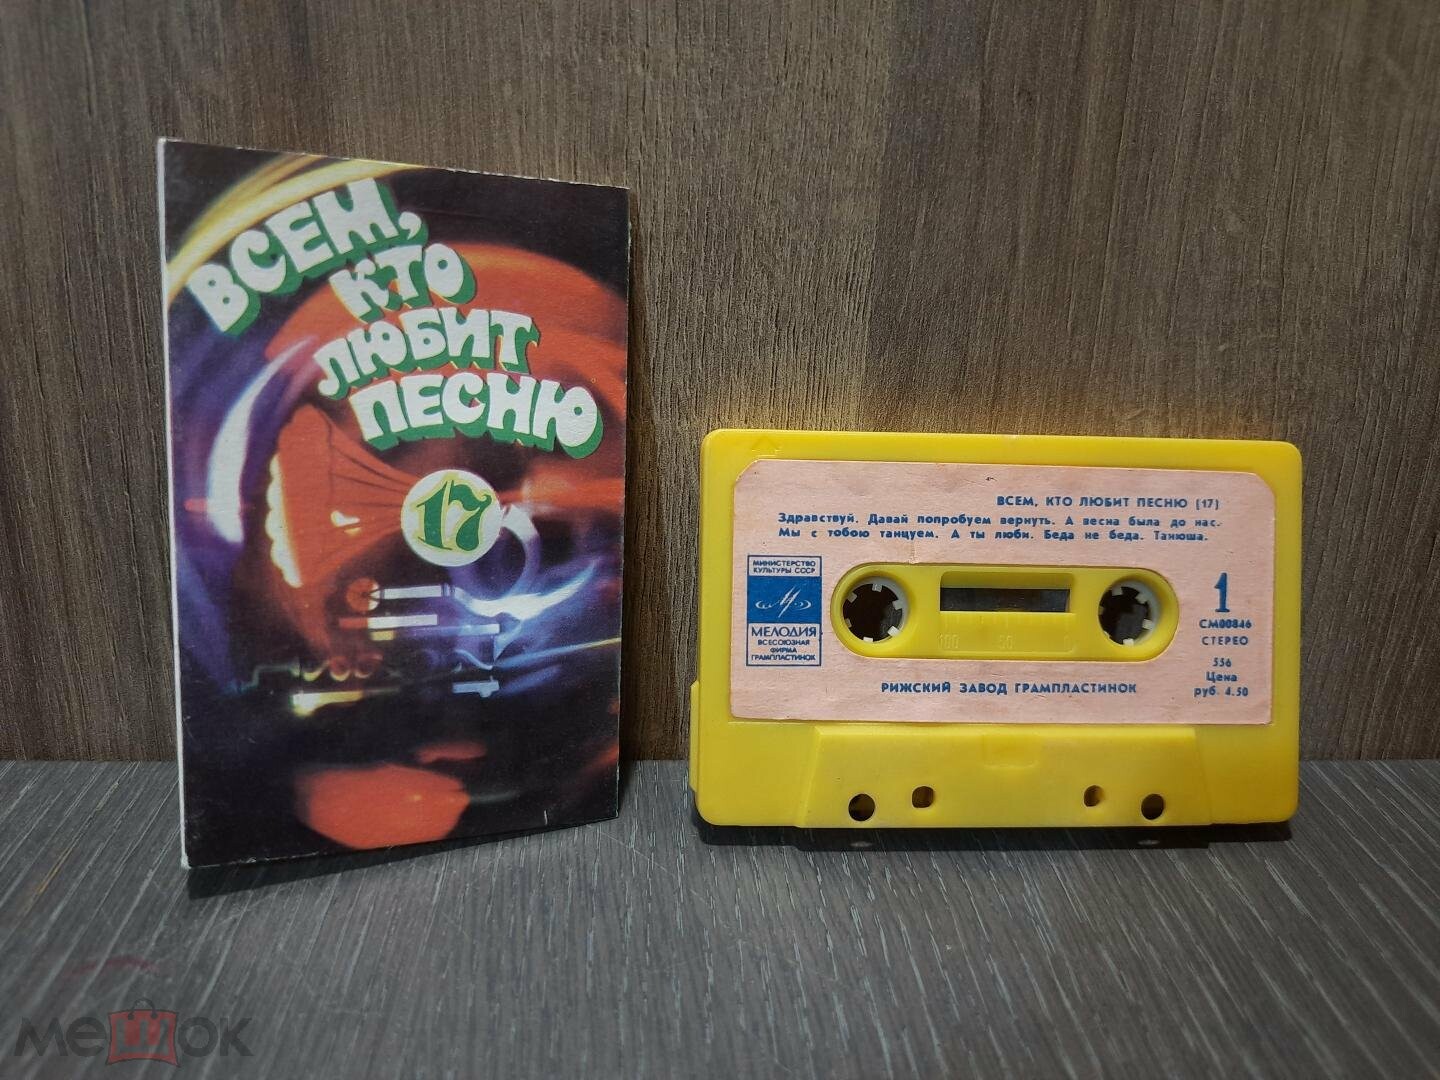 ВСЕМ,
КТО
ЛЮБИТ
ПЕСНЮ
17
ВСЕМ, КТО ЛЮБИТ ПЕСНЮ (17)
Здравствуй. Давай попробуем вернуть. А весна была до нас.
Мы с тобою танцуем. А ты люби. Беда не беда. Танюша.
МИНИСТЕРСТВО
КУЛЬТУРЫ СССР
МЕЛОДИЯ
ВСЕСОЮЗНАЯ
ФИРМА
ГРАМПЛАСТИНОК
100 50
1
СМ00846
СТЕРЕО
556
Цена
руб. 4.50
РИЖСКИЙ ЗАВОД ГРАМПЛАСТИНОК
мешок